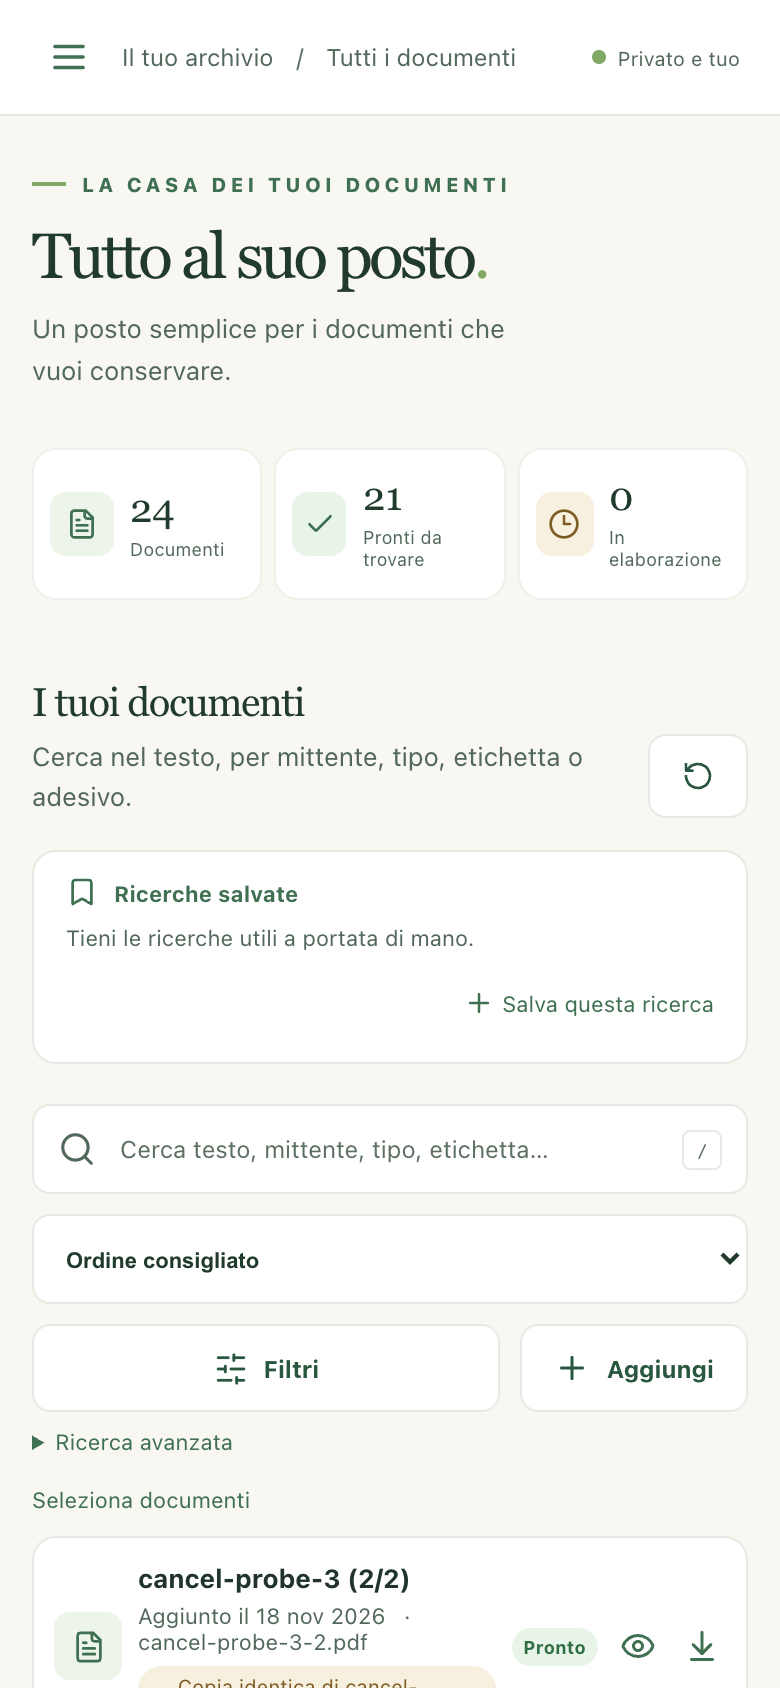 Il tuo archivio / Tutti i documenti
Privato e tuo
LA CASA DEI TUOI DOCUMENTI
Tutto al suo posto.
Un posto semplice per i documenti che
vuoi conservare.
24
Documenti
21
Pronti da
trovare
0
In
elaborazione
I tuoi documenti
Cerca nel testo, per mittente, tipo, etichetta o
adesivo.
Ricerche salvate
Tieni le ricerche utili a portata di mano.
Salva questa ricerca
Cerca testo, mittente, tipo, etichetta...
/
Ordine consigliato
Filtri
Aggiungi
Ricerca avanzata
Seleziona documenti
cancel-probe-3 (2/2)
Aggiunto il 18 nov 2026 ·
cancel-probe-3-2.pdf
Pronto
Copia identica di cancel-